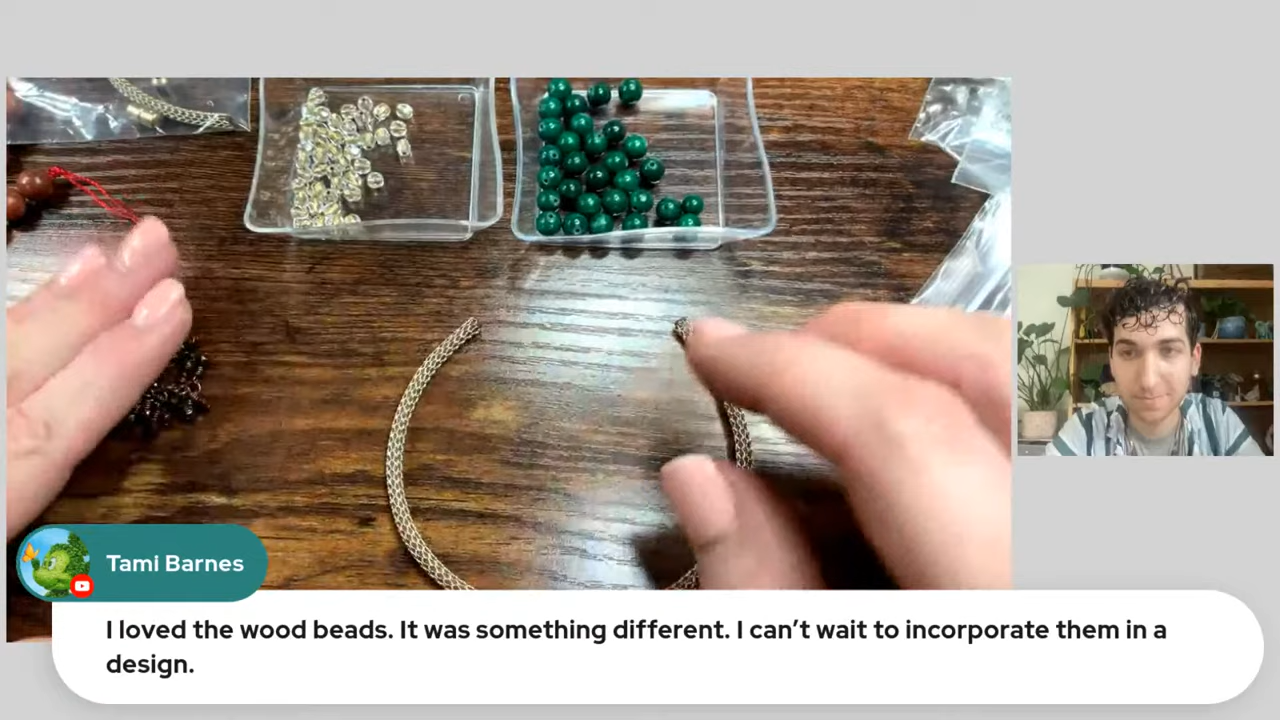 Tami Barnes
I loved the wood beads. It was something different. I can't wait to incorporate them in a
design.